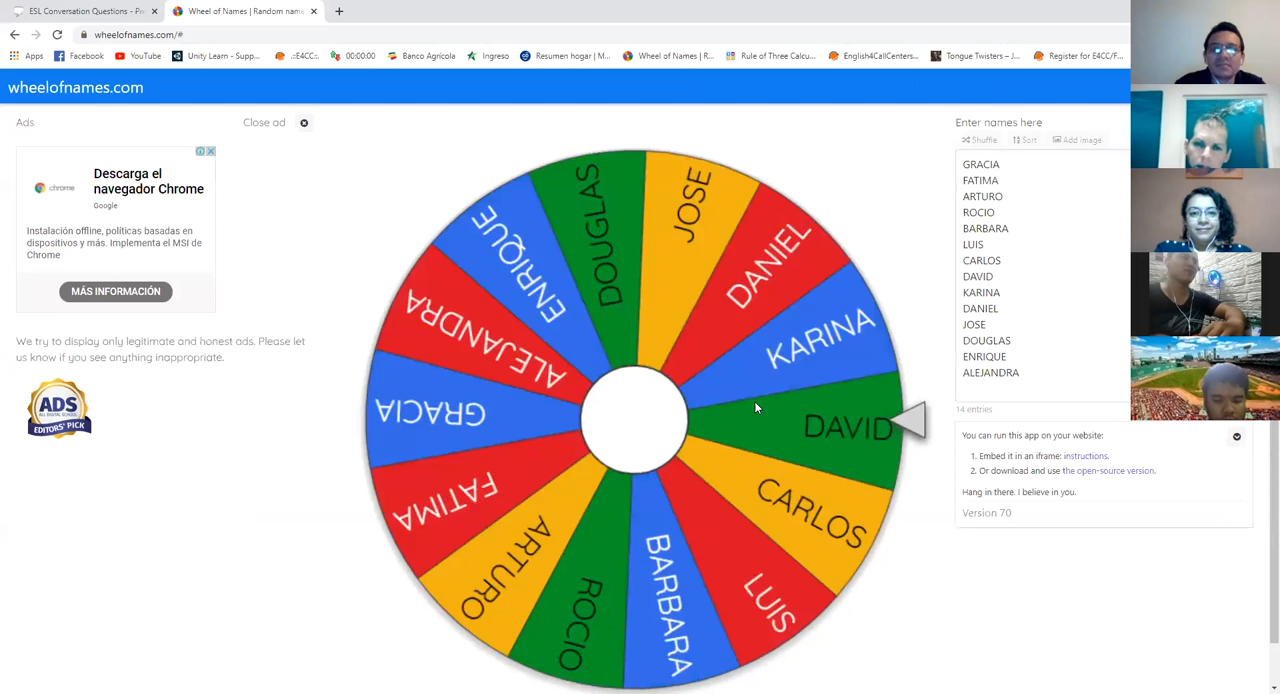 ESL Conversation Questions - Pre
Wheel of Names | Random name
wheelofnames.com/#
Apps
Facebook
YouTube
Unity Learn - Supp...
.::E4CC::.
00:00:00
Banco Agrícola
Ingreso
Resumen hogar | M...
Wheel of Names | R...
Rule of Three Calcu...
English4CallCenters...
Tongue Twisters – J...
Register for E4CC/F...
wheelofnames.com
Ads
Close ad
Descarga el
navegador Chrome
Google
chrome
Instalación offline, políticas basadas en
dispositivos y más. Implementa el MSI de
Chrome
MÁS INFORMACIÓN
We try to display only legitimate and honest ads. Please let
us know if you see anything inappropriate.
ADS
EDITORS' PICK
DOUGLAS
JOSE
DANIEL
KARINA
DAVID
CARLOS
LUIS
BARBARA
ROCIO
ARTURO
FATIMA
GRACIA
ALEJANDRA
ENRIQUE
Enter names here
Shuffle
Sort
Add image
GRACIA
FATIMA
ARTURO
ROCIO
BARBARA
LUIS
CARLOS
DAVID
KARINA
DANIEL
JOSE
DOUGLAS
ENRIQUE
ALEJANDRA
14 entries
You can run this app on your website:
1. Embed it in an iframe: instructions.
2. Or download and use the open-source version.
Hang in there. I believe in you.
Version 70